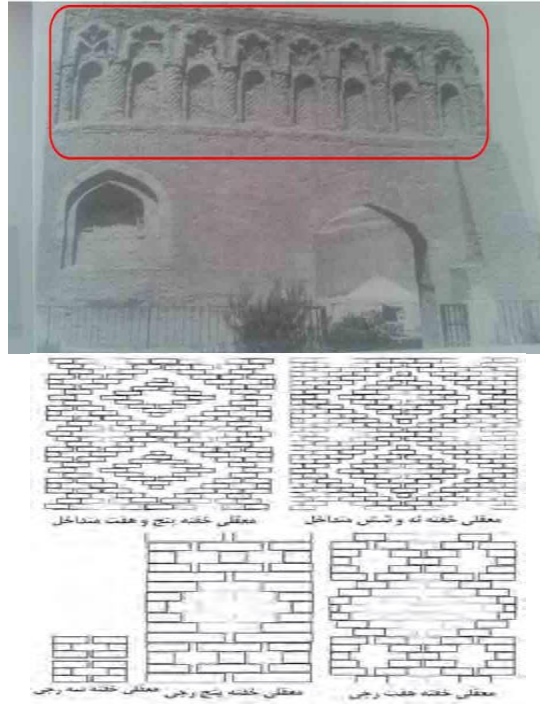 معقلی خفته نه و شش متداخل
معقلی خفته پنج و هفت متداخل
معقلی خفته هفت رجی
معقلی خفته پنج رجی
معقلی خفته سه رجی